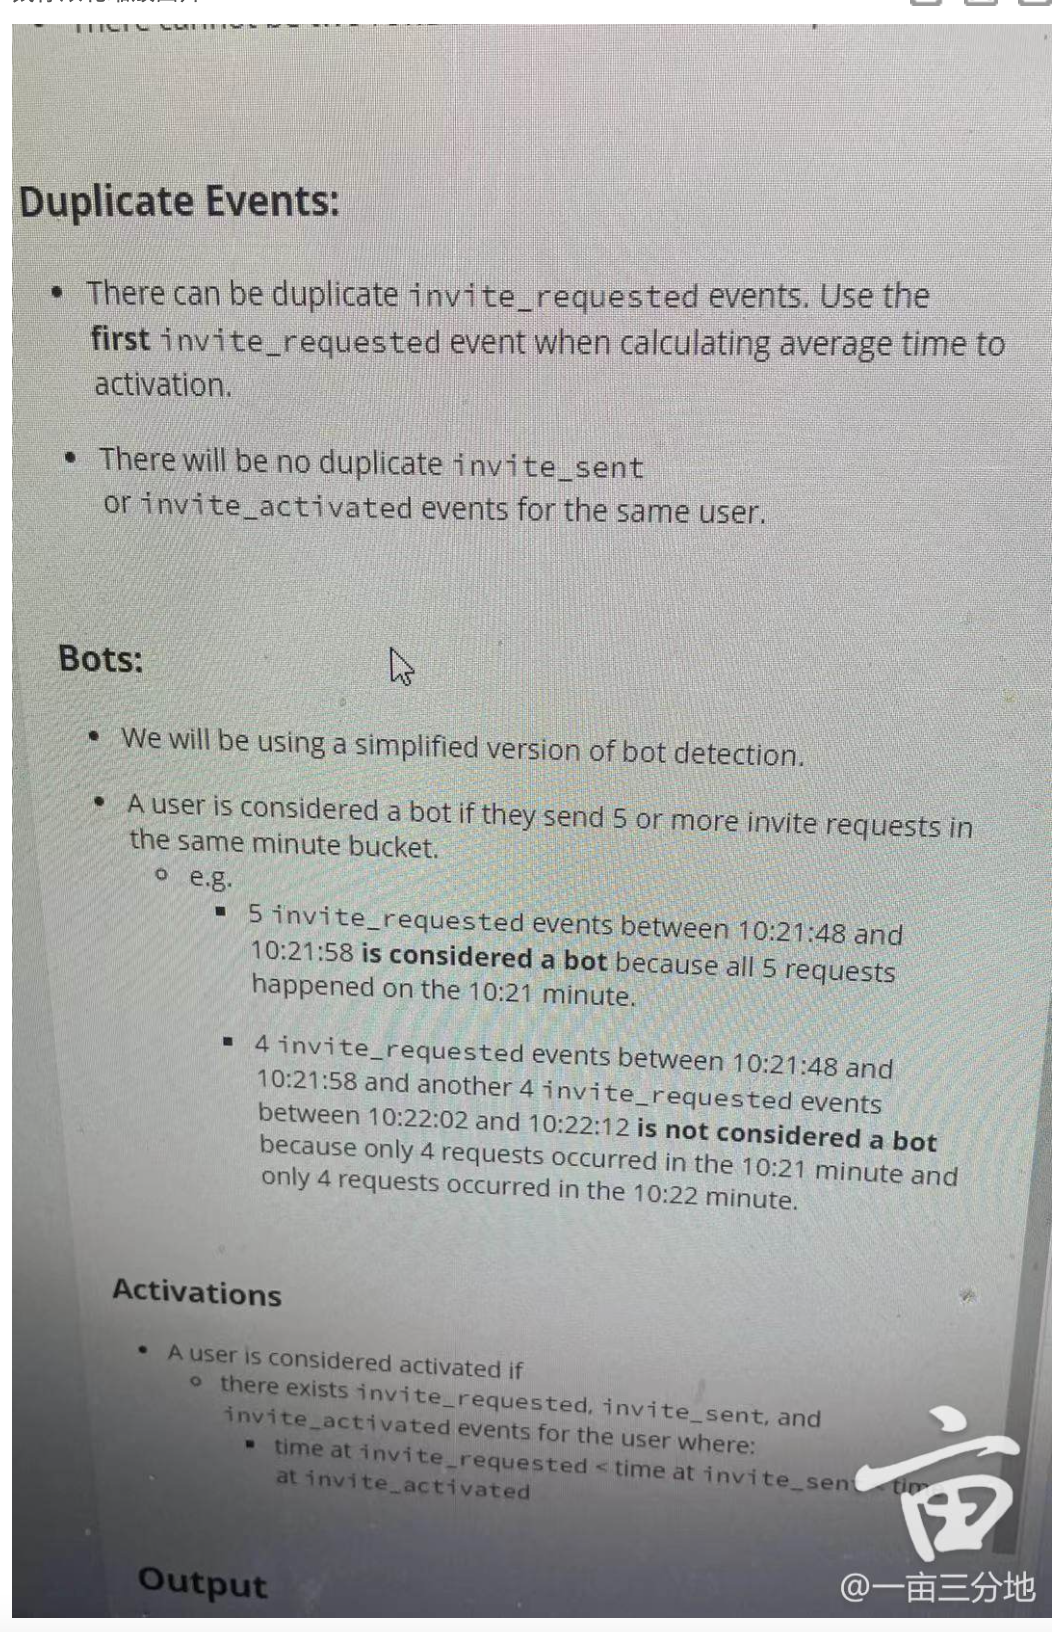 Duplicate Events:
• There can be duplicate invite_requested events. Use the
first invite_requested event when calculating average time to
activation.
• There will be no duplicate invite_sent
or invite_activated events for the same user.
Bots:
• We will be using a simplified version of bot detection.
• A user is considered a bot if they send 5 or more invite requests in
the same minute bucket.
○ e.g.
▪ 5 invite_requested events between 10:21:48 and
10:21:58 is considered a bot because all 5 requests
happened on the 10:21 minute.
▪ 4 invite_requested events between 10:21:48 and
10:21:58 and another 4 invite_requested events
between 10:22:02 and 10:22:12 is not considered a bot
because only 4 requests occurred in the 10:21 minute and
only 4 requests occurred in the 10:22 minute.
Activations
• A user is considered activated if
○ there exists invite_requested, invite_sent, and
invite_activated events for the user where:
▪ time at invite_requested < time at invite_sent < time
at invite_activated
Output
亩
@一亩三分地